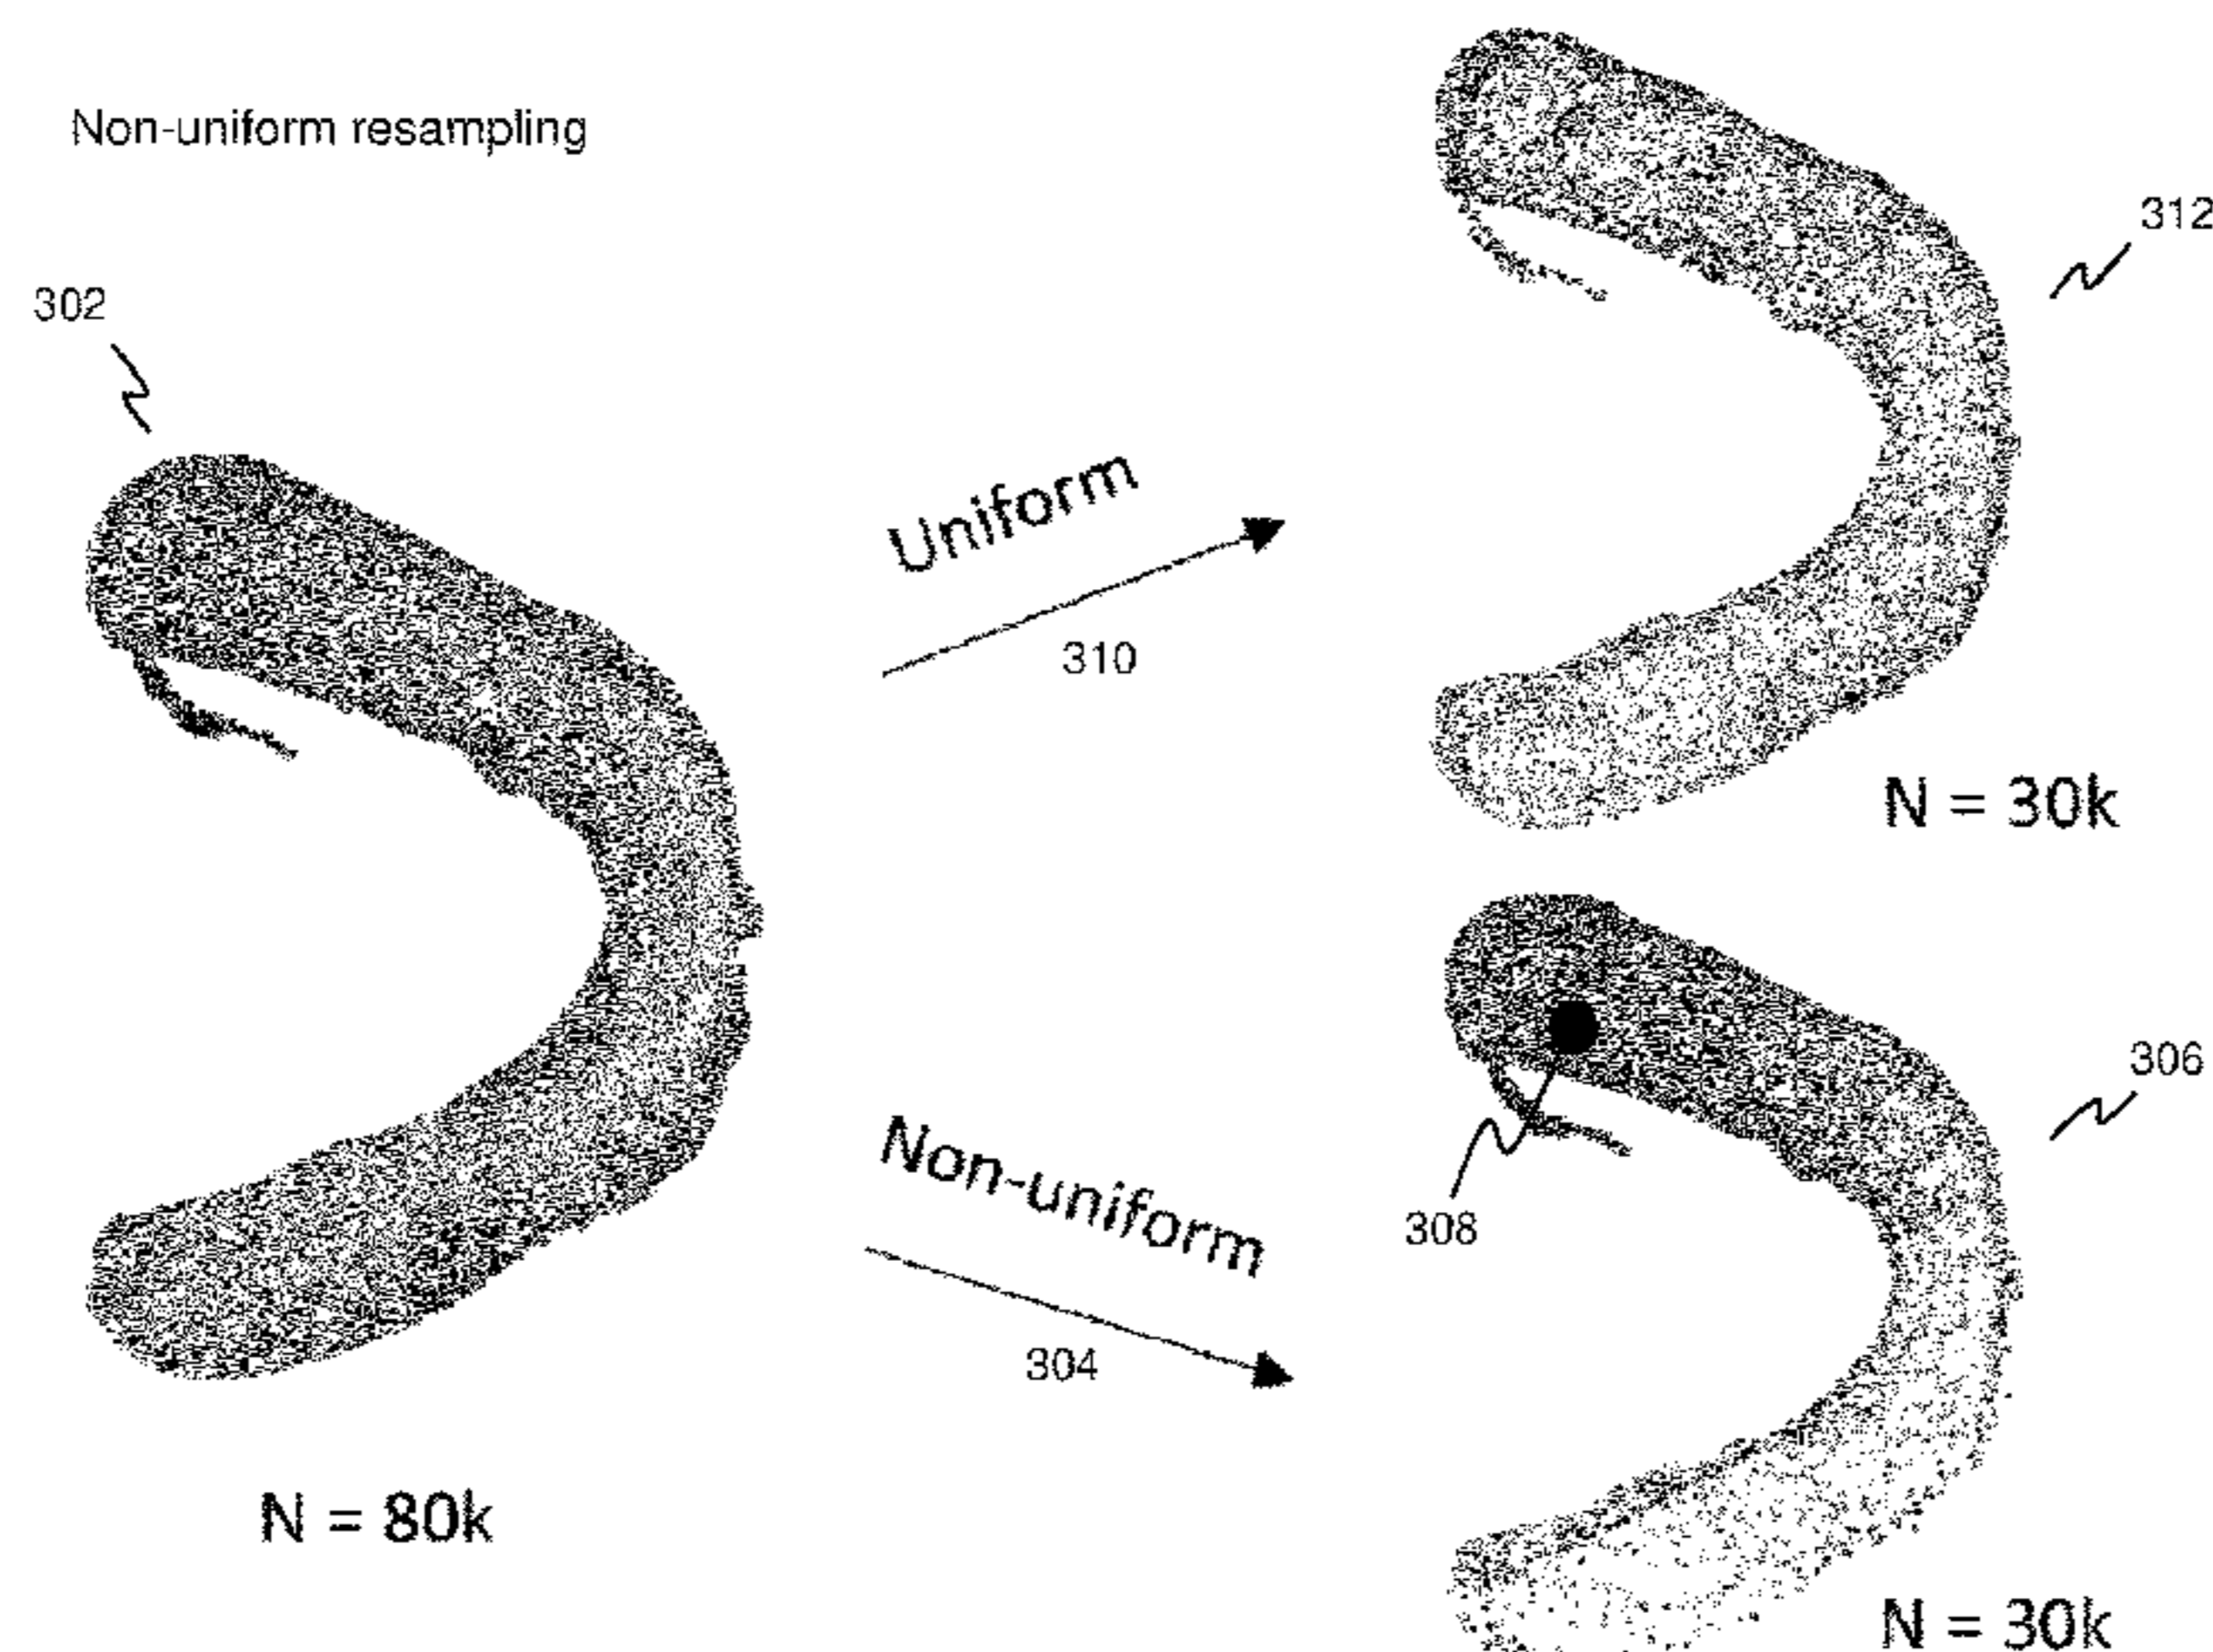 Non-uniform resampling
302
312
Uniform
310
N = 30k
306
Non-uniform
308
304
N = 80k
N = 30k